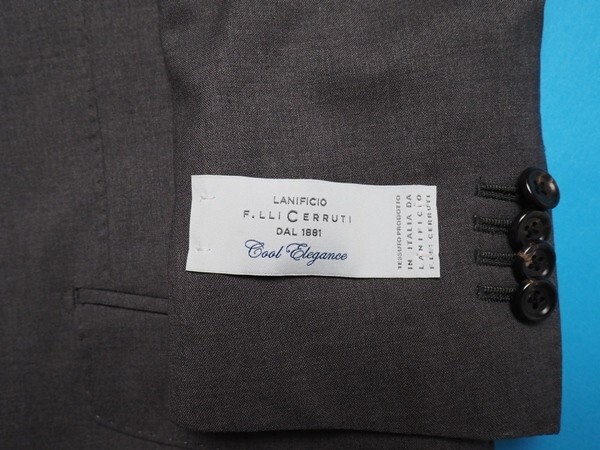 LANIFICIO
F.LLI CERRUTI
DAL 1881
Cool Elegance
TESSUTO PRODOTTO
IN ITALIA DA
LANIFICIO
F.LLI CERRUTI